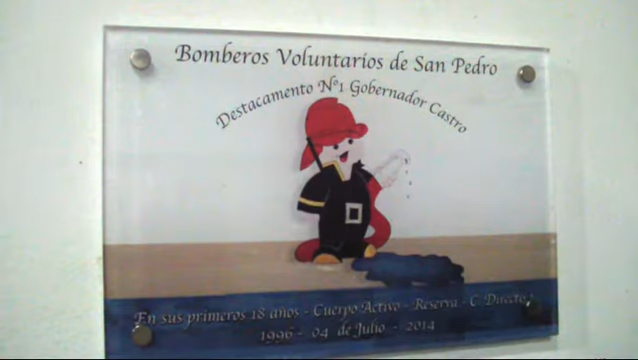 Bomberos Voluntarios de San Pedro
Destacamento Nº1 Gobernador Castro
En sus primeros 18 años - Cuerpo Activo - Reserva - C. Directo
1996 - 04 de Julio - 2014